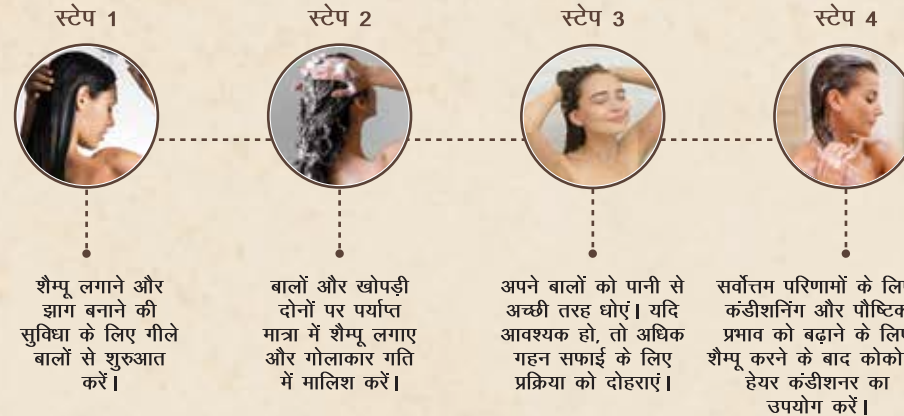 स्टेप 1
शैम्पू लगाने और
झाग बनाने की
सुविधा के लिए गीले
बालों से शुरुआत
करें।
स्टेप 2
बालों और खोपड़ी
दोनों पर पर्याप्त
मात्रा में शैम्पू लगाए
और गोलाकार गति
में मालिश करें।
स्टेप 3
अपने बालों को पानी से
अच्छी तरह धोएं। यदि
आवश्यक हो, तो अधिक
गहन सफाई के लिए
प्रक्रिया को दोहराएं।
स्टेप 4
सर्वोत्तम परिणामों के
कंडीशनिंग और पौष्टिक
प्रभाव को बढ़ाने के
शैम्पू करने के बाद
हेयर कंडीशनर का
उपयोग करें।